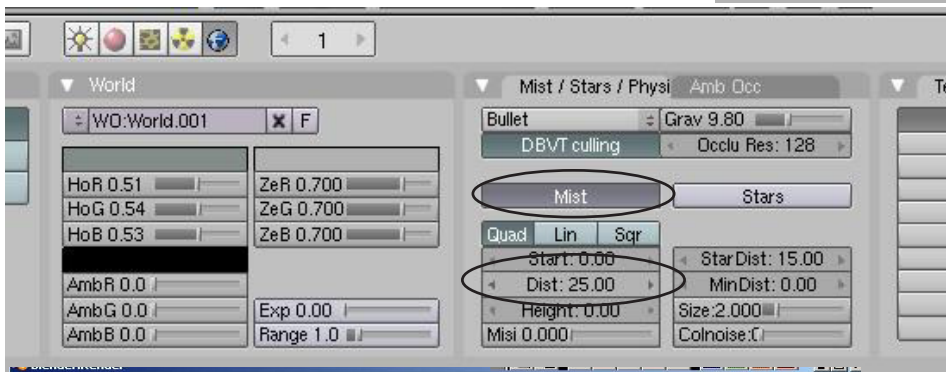 1
World
Mist / Stars / Physi
Amb Occ
WO:World.001
F
Bullet
Grav 9.80
DBVT culling
Occlu Res: 128
HoR 0.51
ZeR 0.700
Mist
Stars
HoG 0.54
ZeG 0.700
HoB 0.53
ZeB 0.700
Quad
Lin
Sqr
Start: 0.00
StarDist: 15.00
AmbR 0.0
Dist: 25.00
MinDist: 0.00
AmbG 0.0
Exp 0.00
Height: 0.00
Size:2.000
AmbB 0.0
Range 1.0
Misi 0.000
Colnoise: